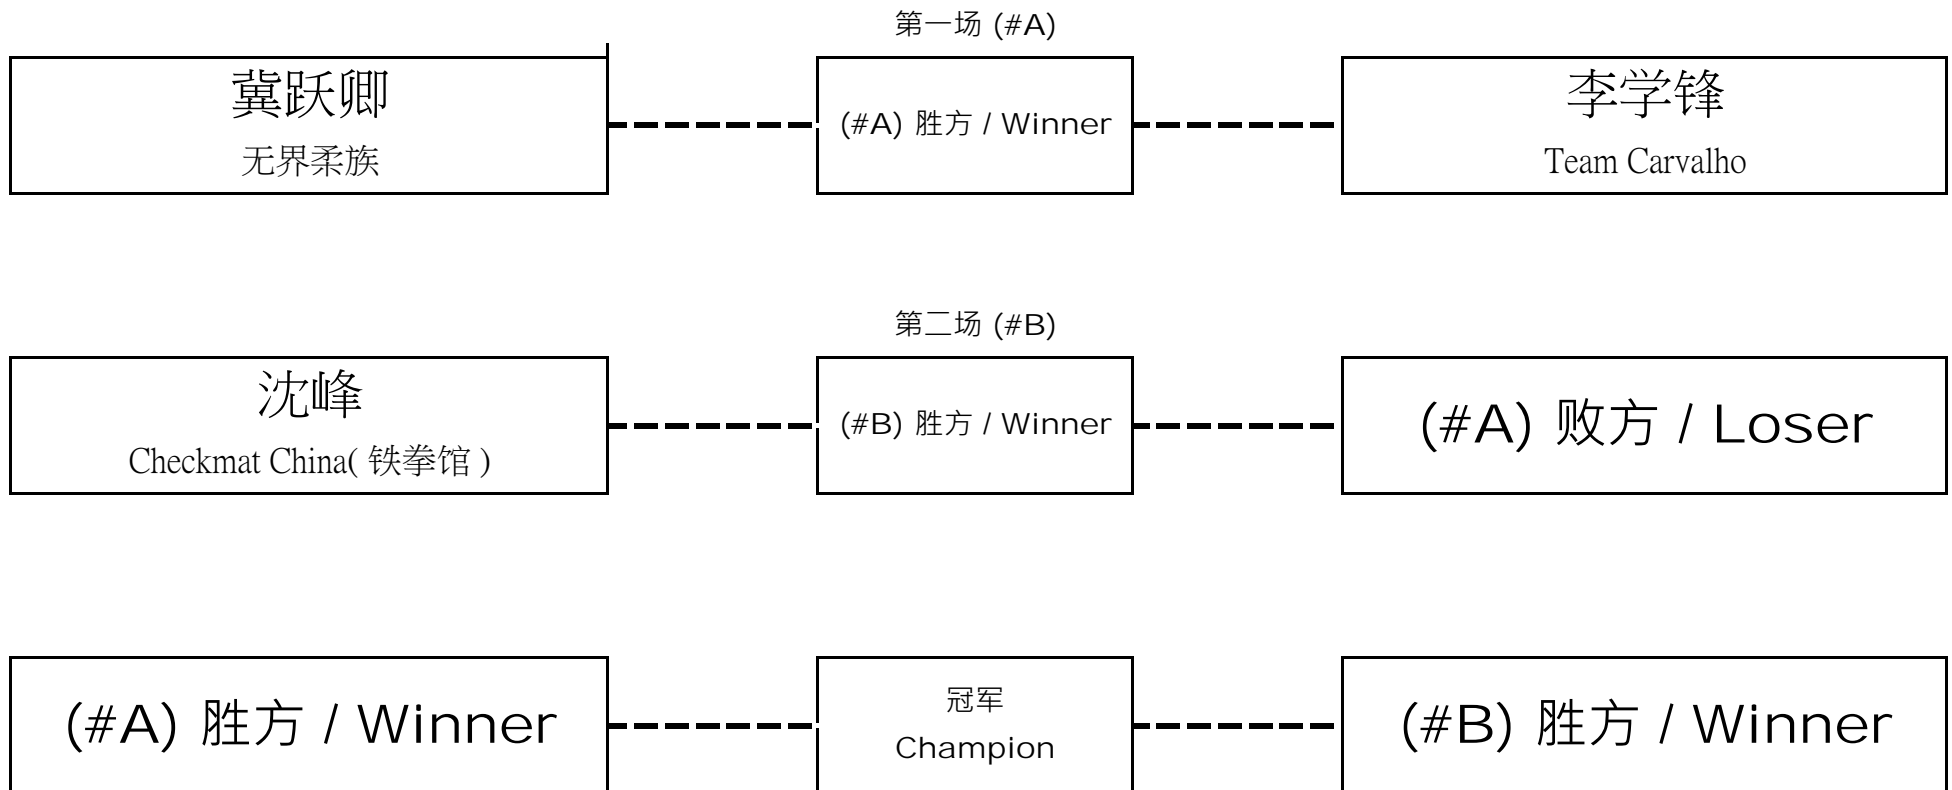 第一场 (#A)
冀跃卿
无界柔族
(#A) 胜方 / Winner
李学锋
Team Carvalho
第二场 (#B)
沈峰
Checkmat China( 铁拳馆 )
(#B) 胜方 / Winner
(#A) 败方 / Loser
(#A) 胜方 / Winner
冠军
Champion
(#B) 胜方 / Winner